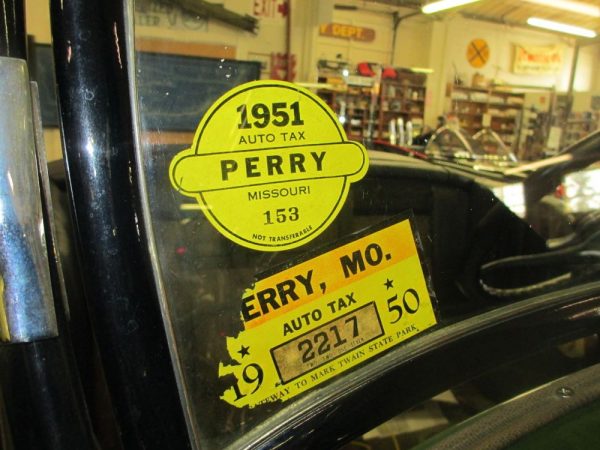 EXIT
Y DEPT.
1951
AUTO TAX
PERRY
MISSOURI
153
NOT TRANSFERABLE
ERRY, MO.
AUTO TAX
19 2217 50
TEWAY TO MARK TWAIN STATE PARK